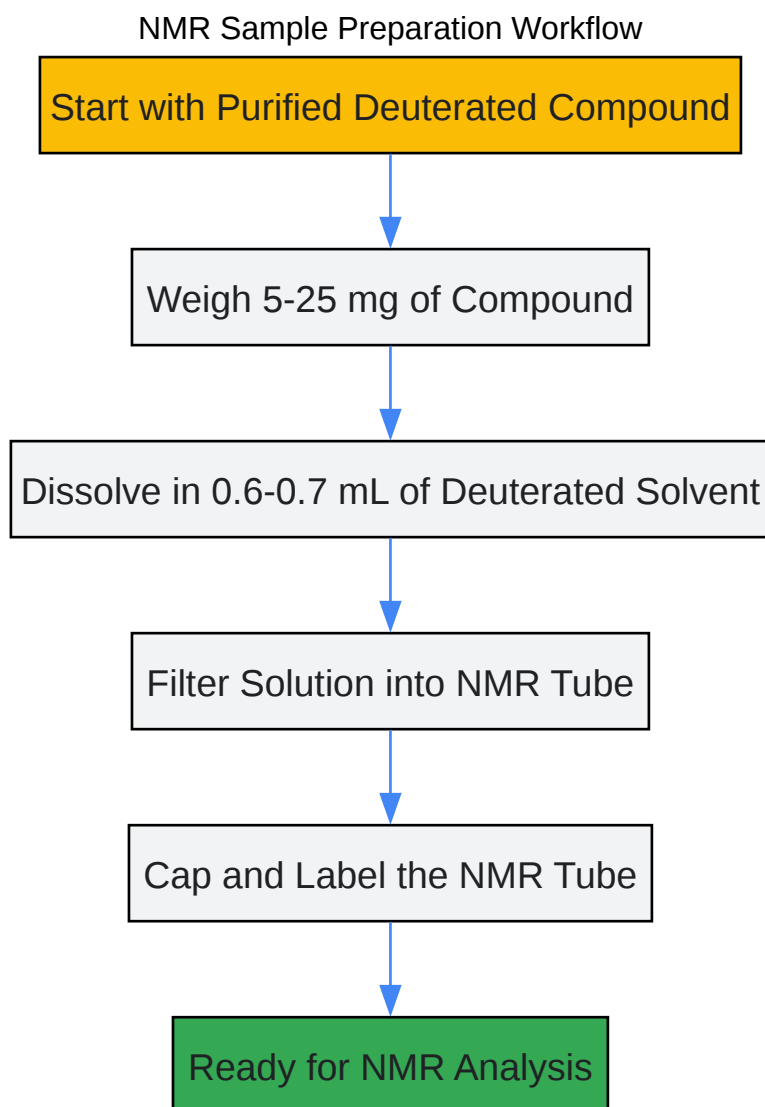 NMR Sample Preparation Workflow
Start with Purified Deuterated Compound
Weigh 5-25 mg of Compound
Dissolve in 0.6-0.7 mL of Deuterated Solvent
Filter Solution into NMR Tube
Cap and Label the NMR Tube
Ready for NMR Analysis